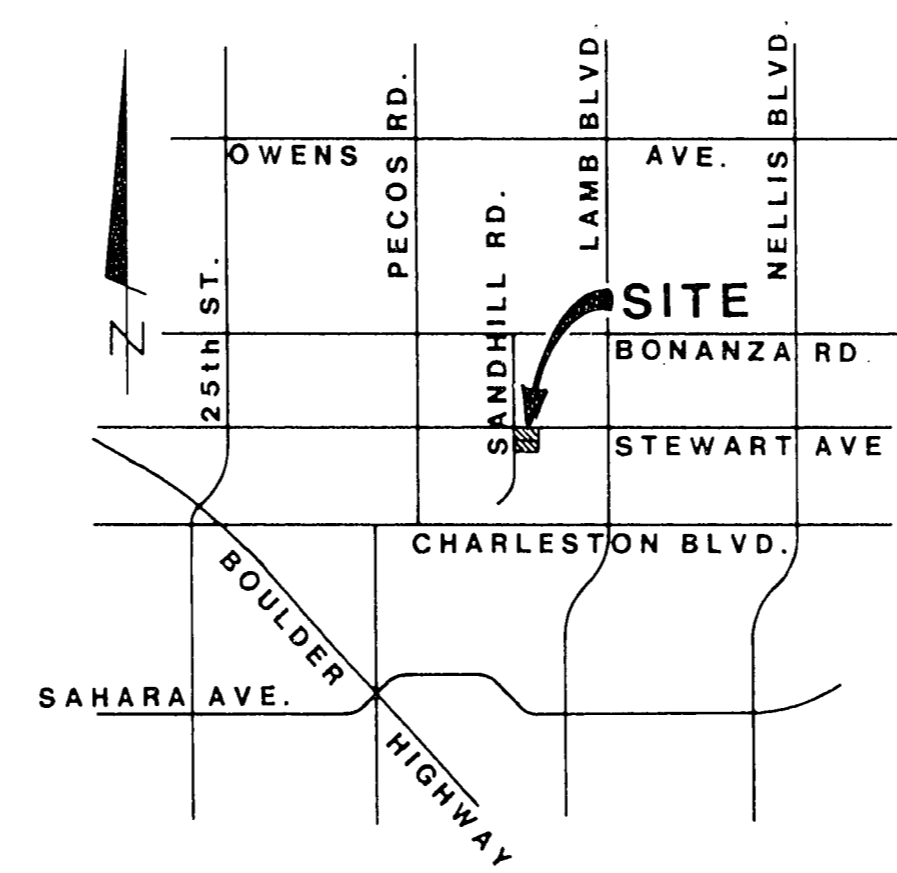 OWENS AVE.
PECOS RD.
SANDHILL RD.
LAMB BLVD.
NELLIS BLVD.
25th ST.
SITE
N
BONANZA RD.
STEWART AVE
CHARLESTON BLVD.
BOULDER HIGHWAY
SAHARA AVE.